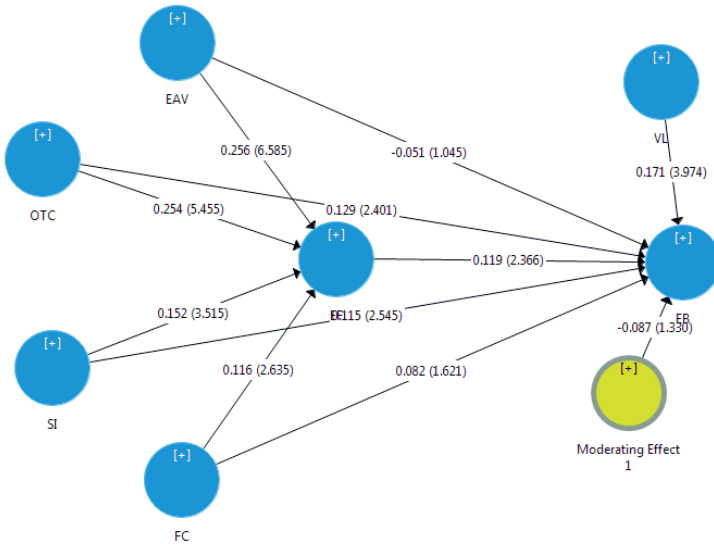 [+]
EAV
[+]
VL
[+]
OTC
0.256 (6.585)
-0.051 (1.045)
0.171 (3.974)
0.254 (5.455)
0.129 (2.401)
[+]
[+]
0.119 (2.366)
0.152 (3.515)
0.115 (2.545)
EB
-0.087 (1.330)
[+]
SI
0.116 (2.635)
0.082 (1.621)
[+]
Moderating Effect
1
[+]
FC